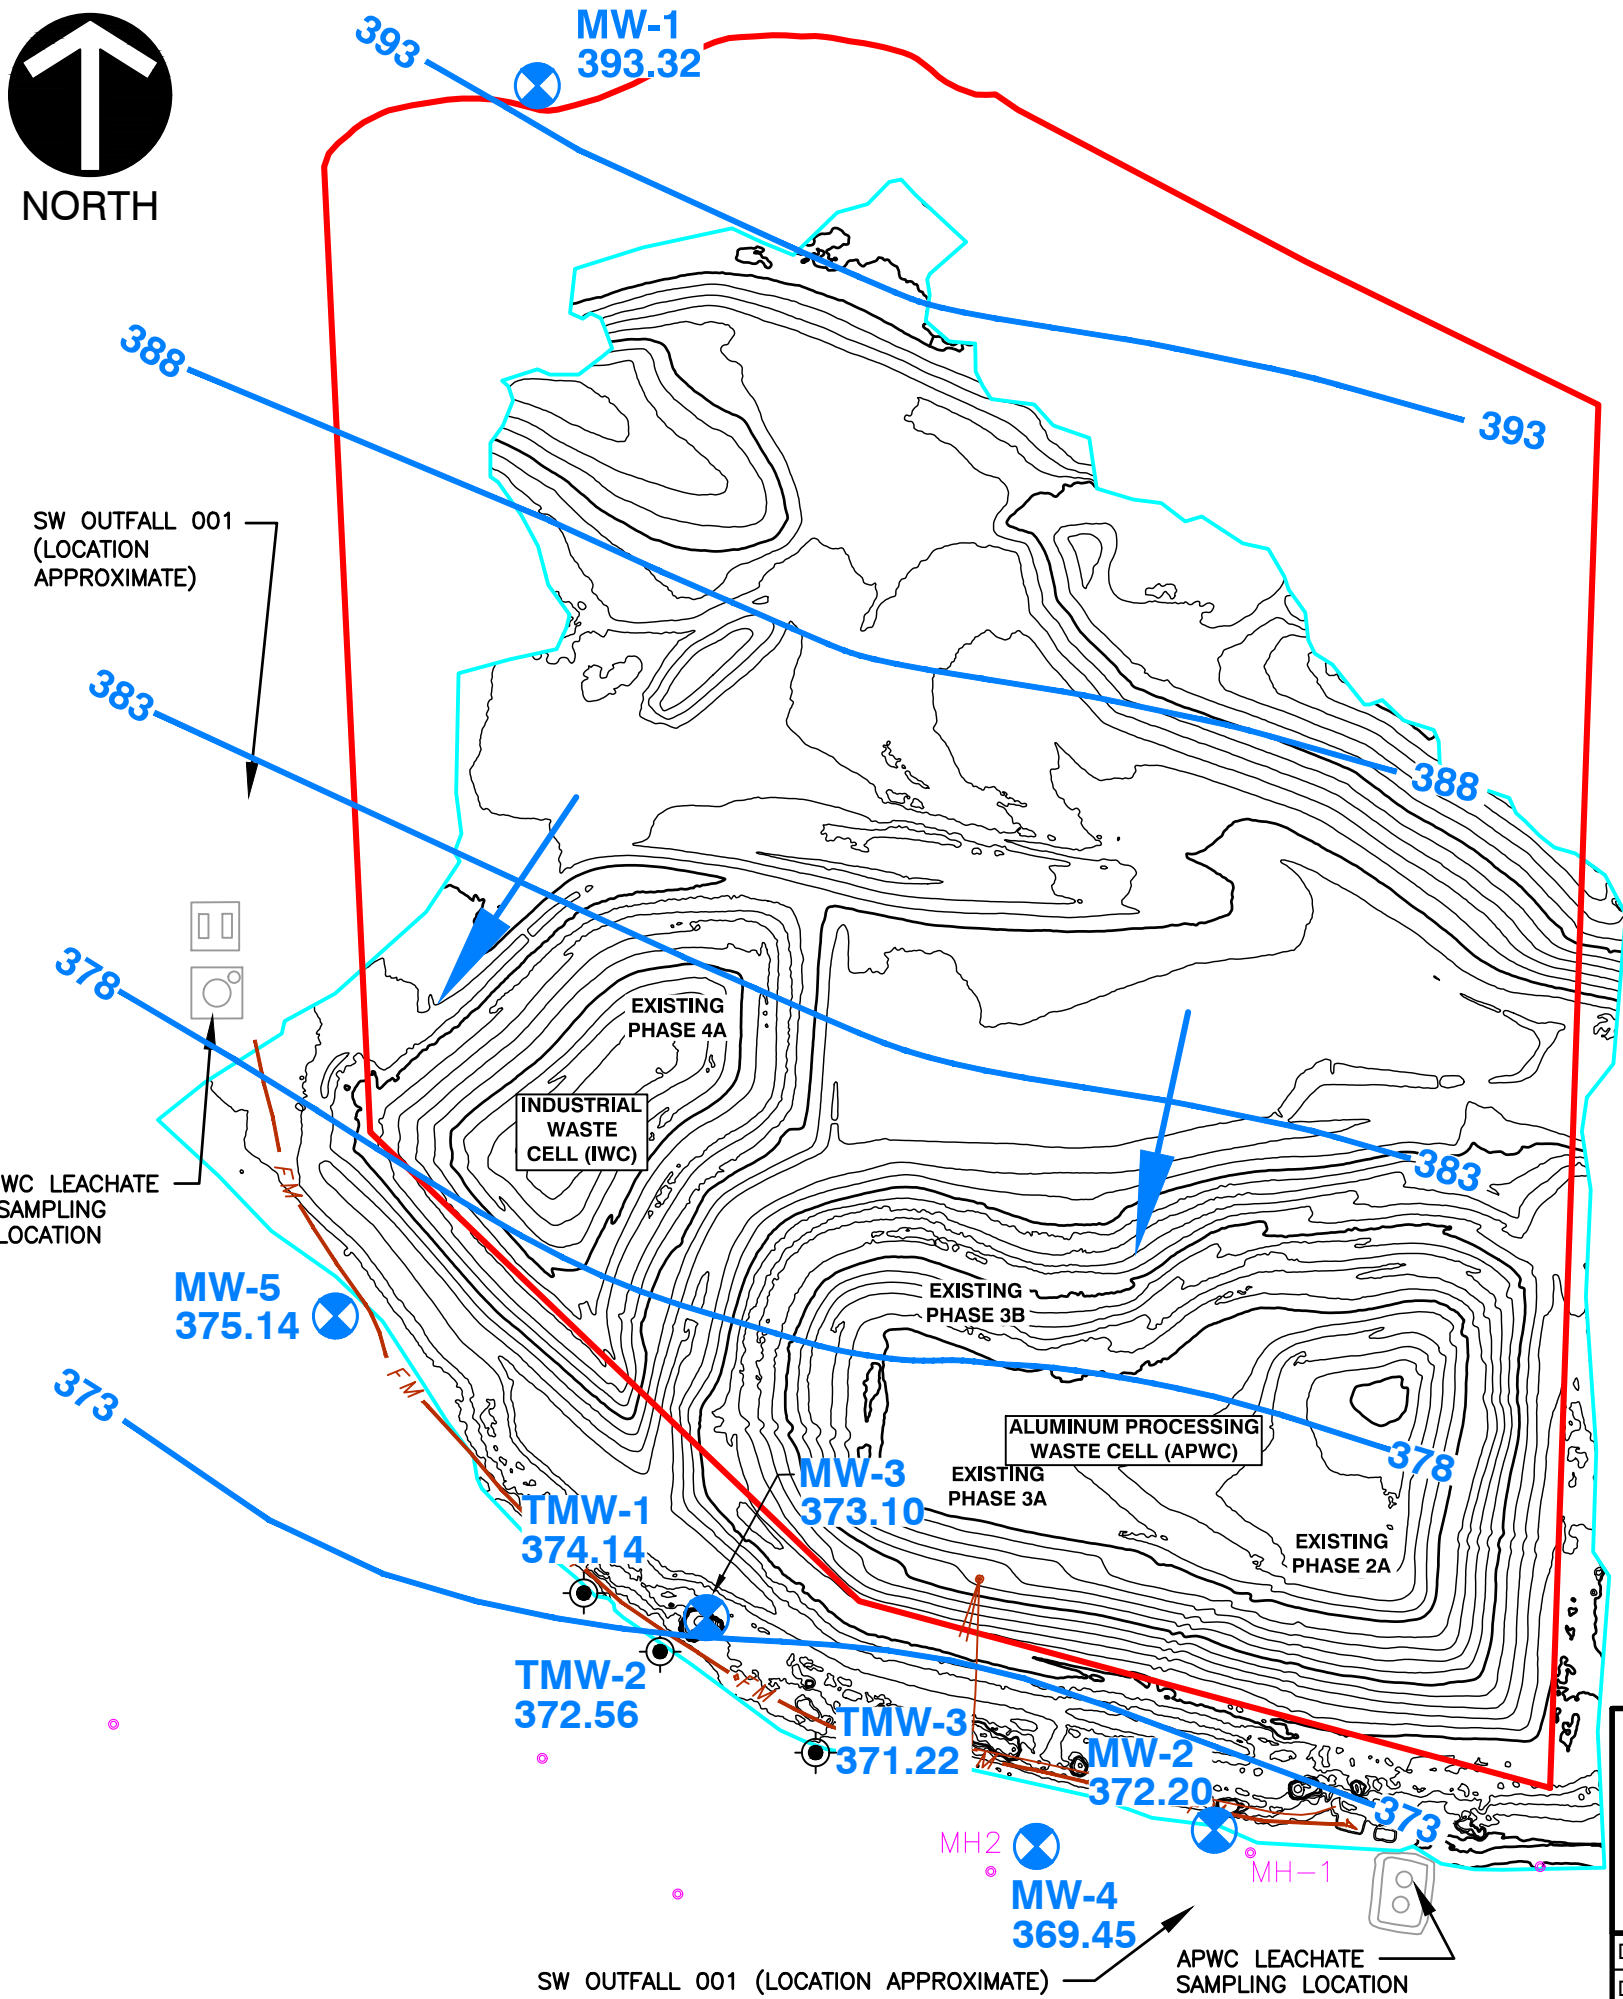 NORTH
393
MW-1
393.32
393
388
388
SW OUTFALL 001
(LOCATION
APPROXIMATE)
383
383
378
378
EXISTING
PHASE 4A
INDUSTRIAL
WASTE
CELL (IWC)
WC LEACHATE
SAMPLING
LOCATION
FM
MW-5
375.14
FM
373
EXISTING
PHASE 3B
ALUMINUM PROCESSING
WASTE CELL (APWC)
EXISTING
PHASE 3A
EXISTING
PHASE 2A
MW-3
373.10
TMW-1
374.14
TMW-2
372.56
FM
TMW-3
371.22
M
MW-2
372.20
373
MH2
MH-1
MW-4
369.45
SW OUTFALL 001 (LOCATION APPROXIMATE)
APWC LEACHATE
SAMPLING LOCATION